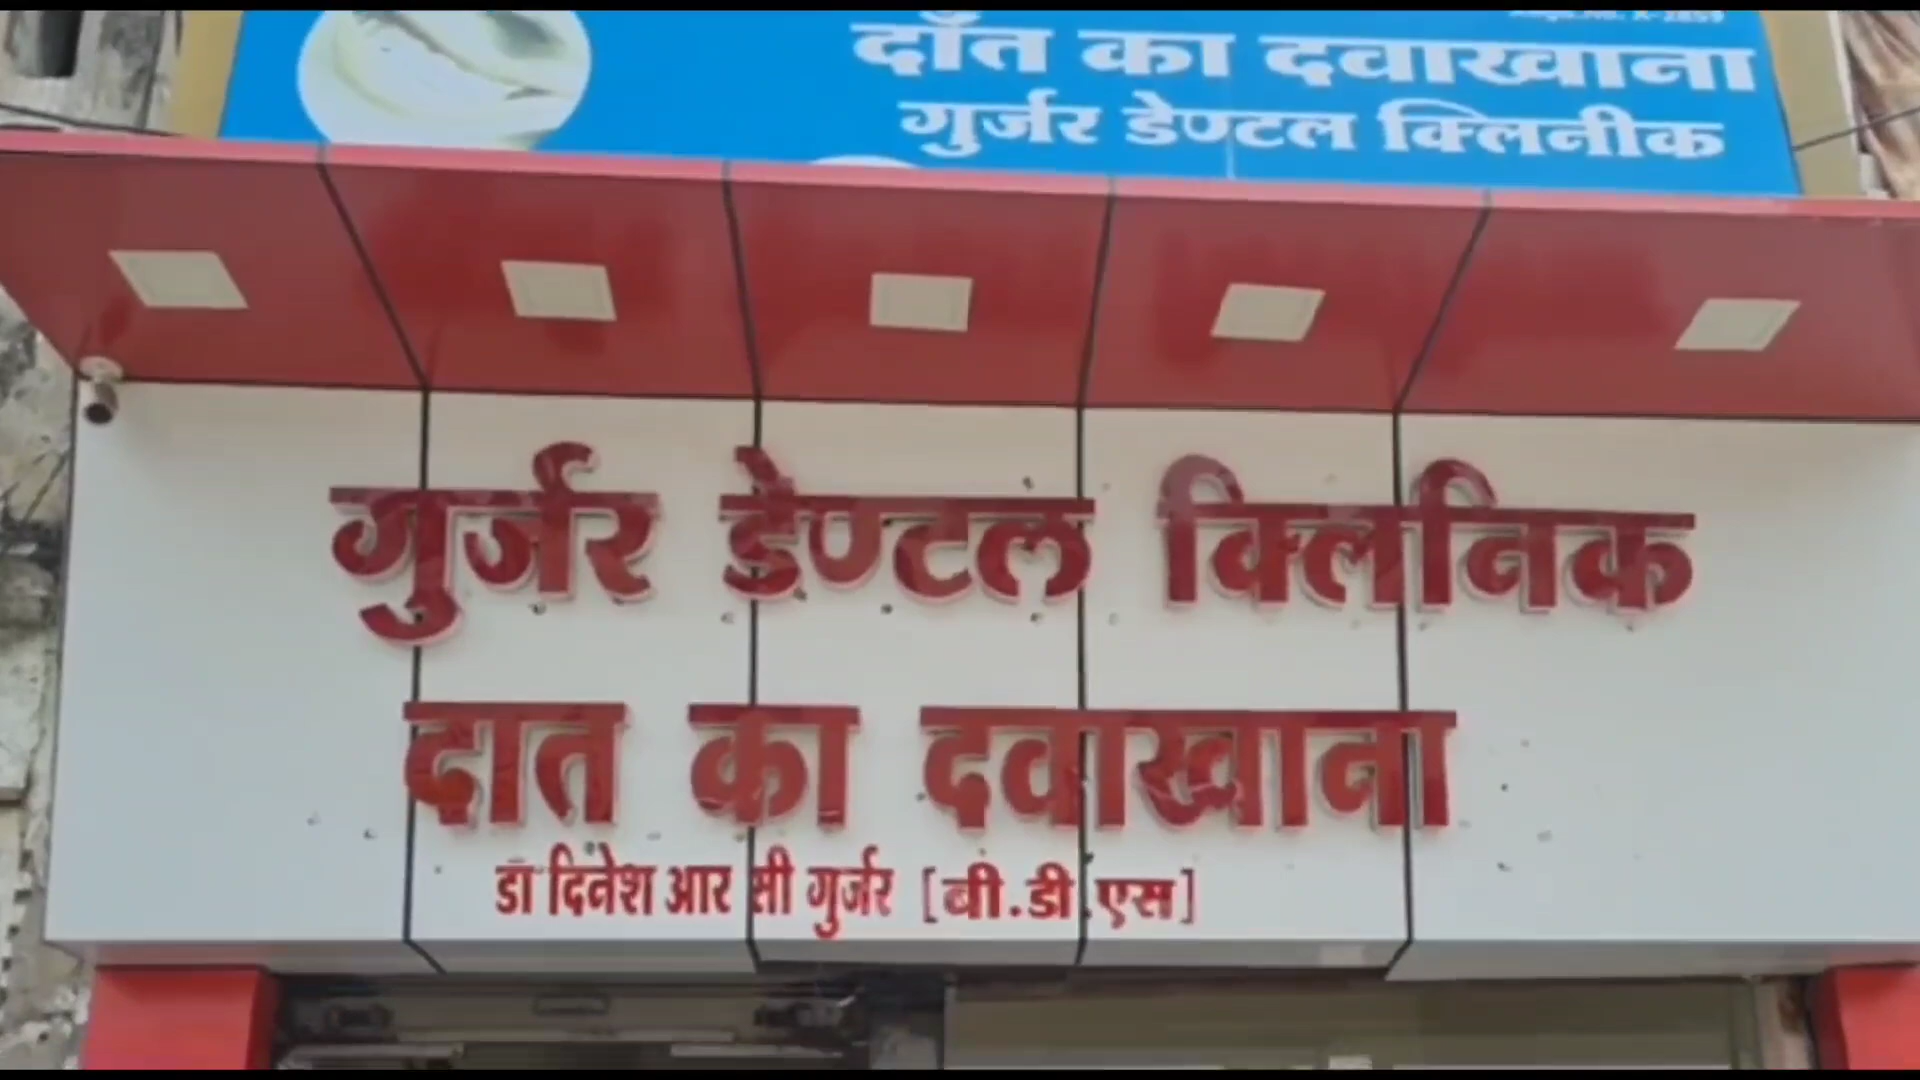 दाँत का दवाखाना
गुर्जर डेण्टल क्लिनीक
गुर्जर डेण्टल क्लिनिक
दात का दवाखाना
डा दिनेश आर सी गुर्जर [बी.डी.एस]